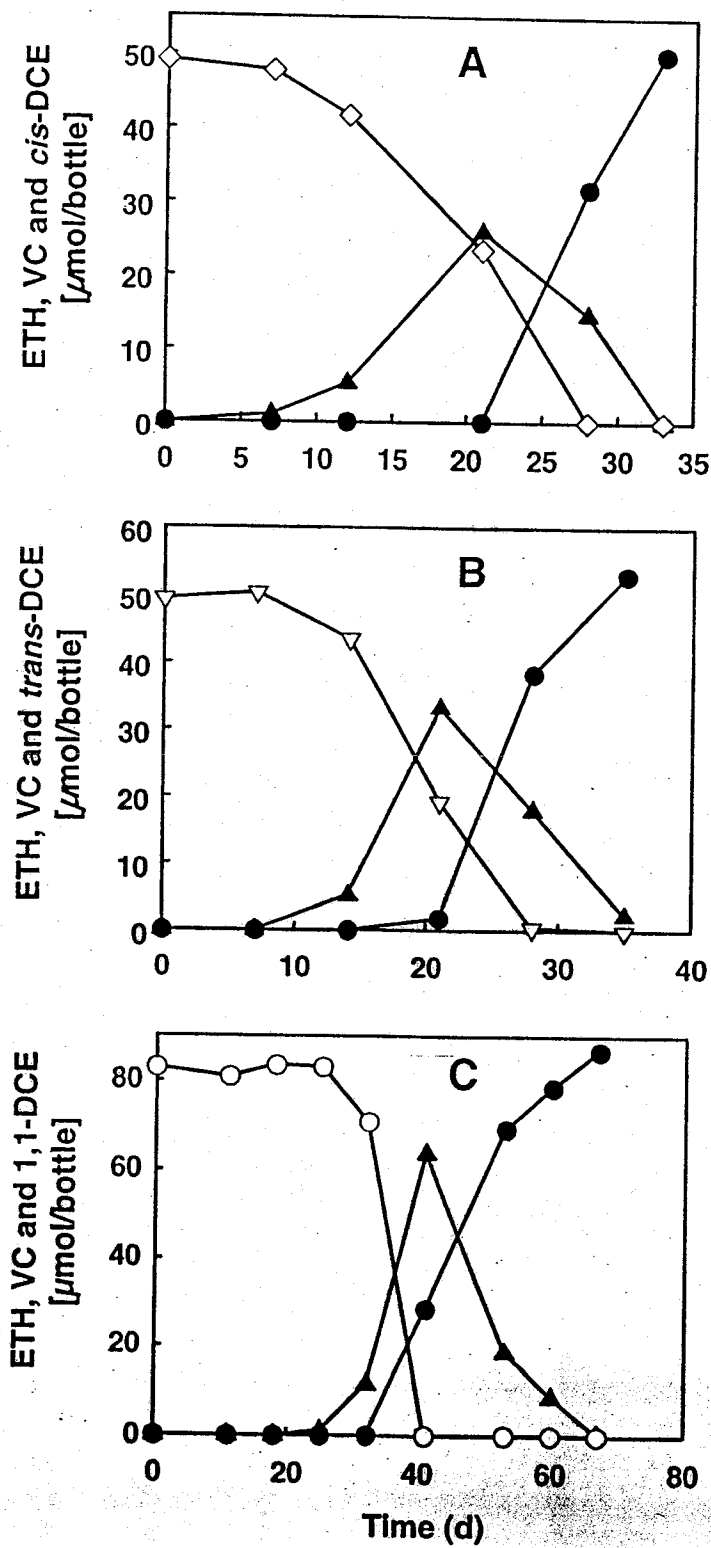 ETH, VC and cis-DCE
[µmol/bottle]
A
50
40
30
20
10
0
0 5 10 15 20 25 30 35
ETH, VC and trans-DCE
[µmol/bottle]
B
60
50
40
30
20
10
0
0 10 20 30 40
ETH, VC and 1,1-DCE
[µmol/bottle]
C
80
60
40
20
0
0 20 40 60 80
Time (d)